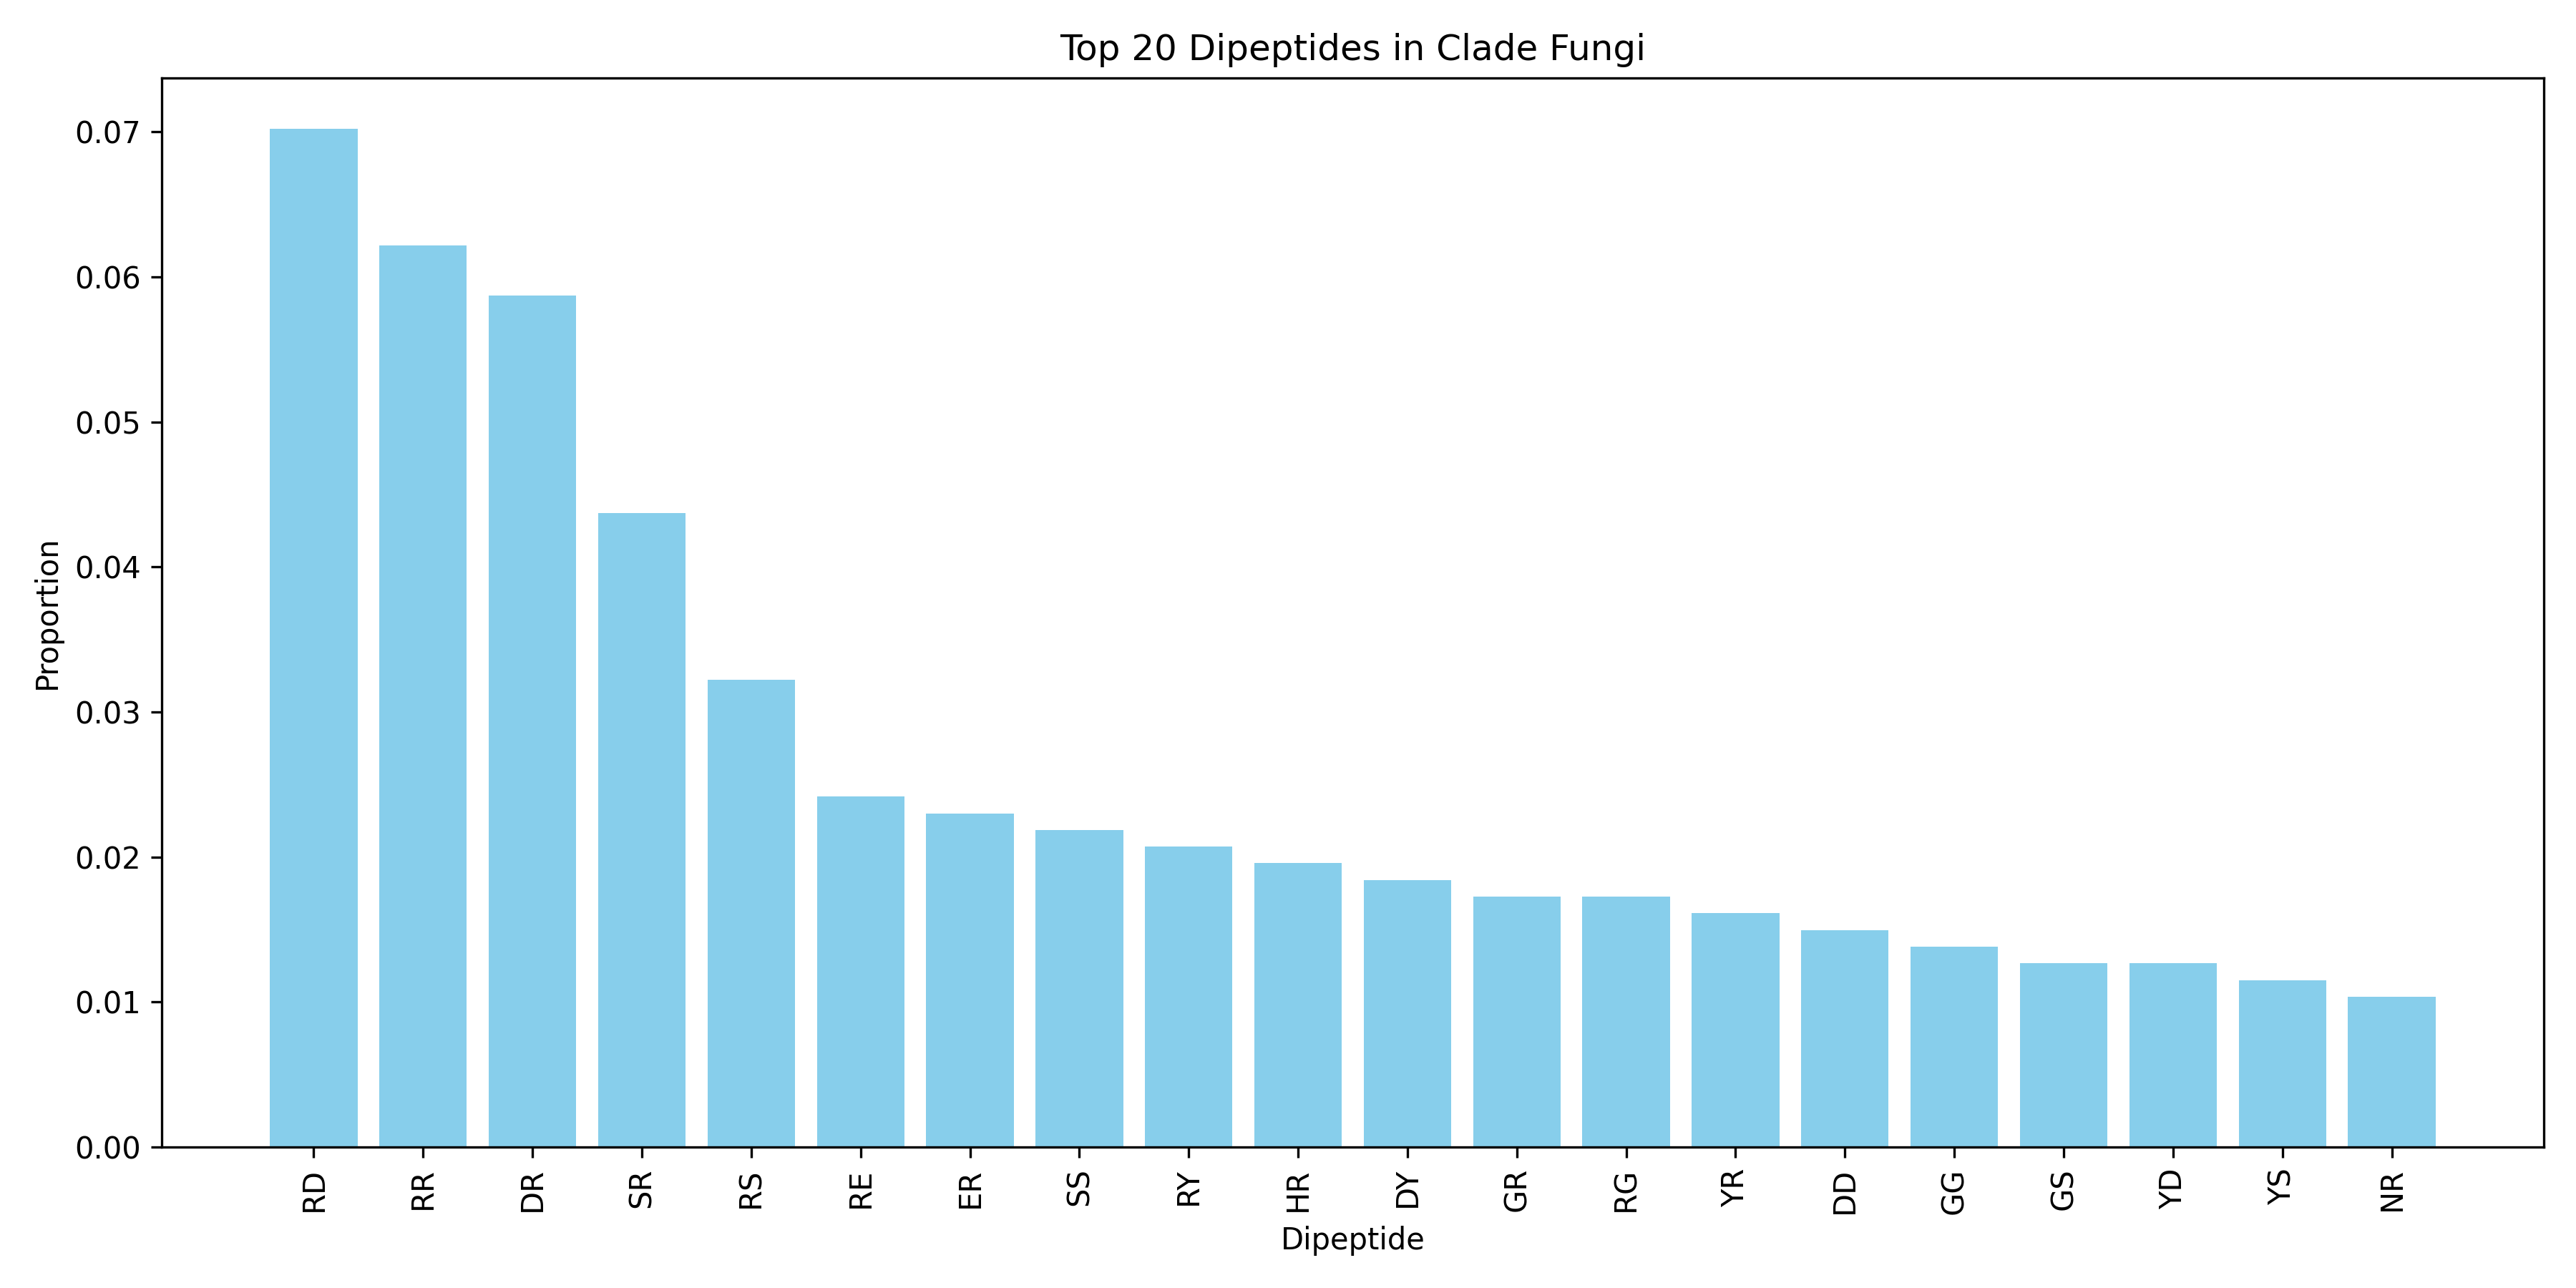 Top 20 Dipeptides in Clade Fungi
Proportion
0.07
0.06
0.05
0.04
0.03
0.02
0.01
0.00
RD RR DR SR RS RE ER SS RY HR DY GR RG YR DD GG GS YD YS NR
Dipeptide